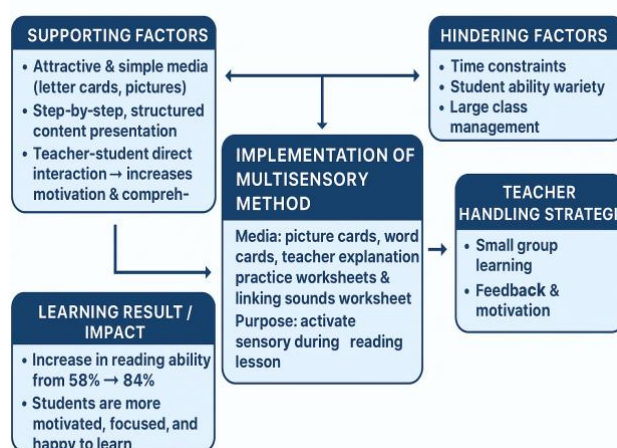 SUPPORTING FACTORS
• Attractive & simple media
(letter cards, pictures)
• Step-by-step, structured
content presentation
• Teacher-student direct
interaction → increases
motivation & compreh-
HINDERING FACTORS
• Time constraints
• Student ability wariety
• Large class
management
IMPLEMENTATION OF
MULTISENSORY
METHOD
Media: picture cards, word
cards, teacher explanation
practice worksheets &
linking sounds worksheet
Purpose: activate
sensory during reading
lesson
TEACHER
HANDLING STRATEGI
• Small group
learning
• Feedback &
motivation
LEARNING RESULT /
IMPACT
• Increase in reading ability
from 58% → 84%
• Students are more
motivated, focused, and
happy to learn